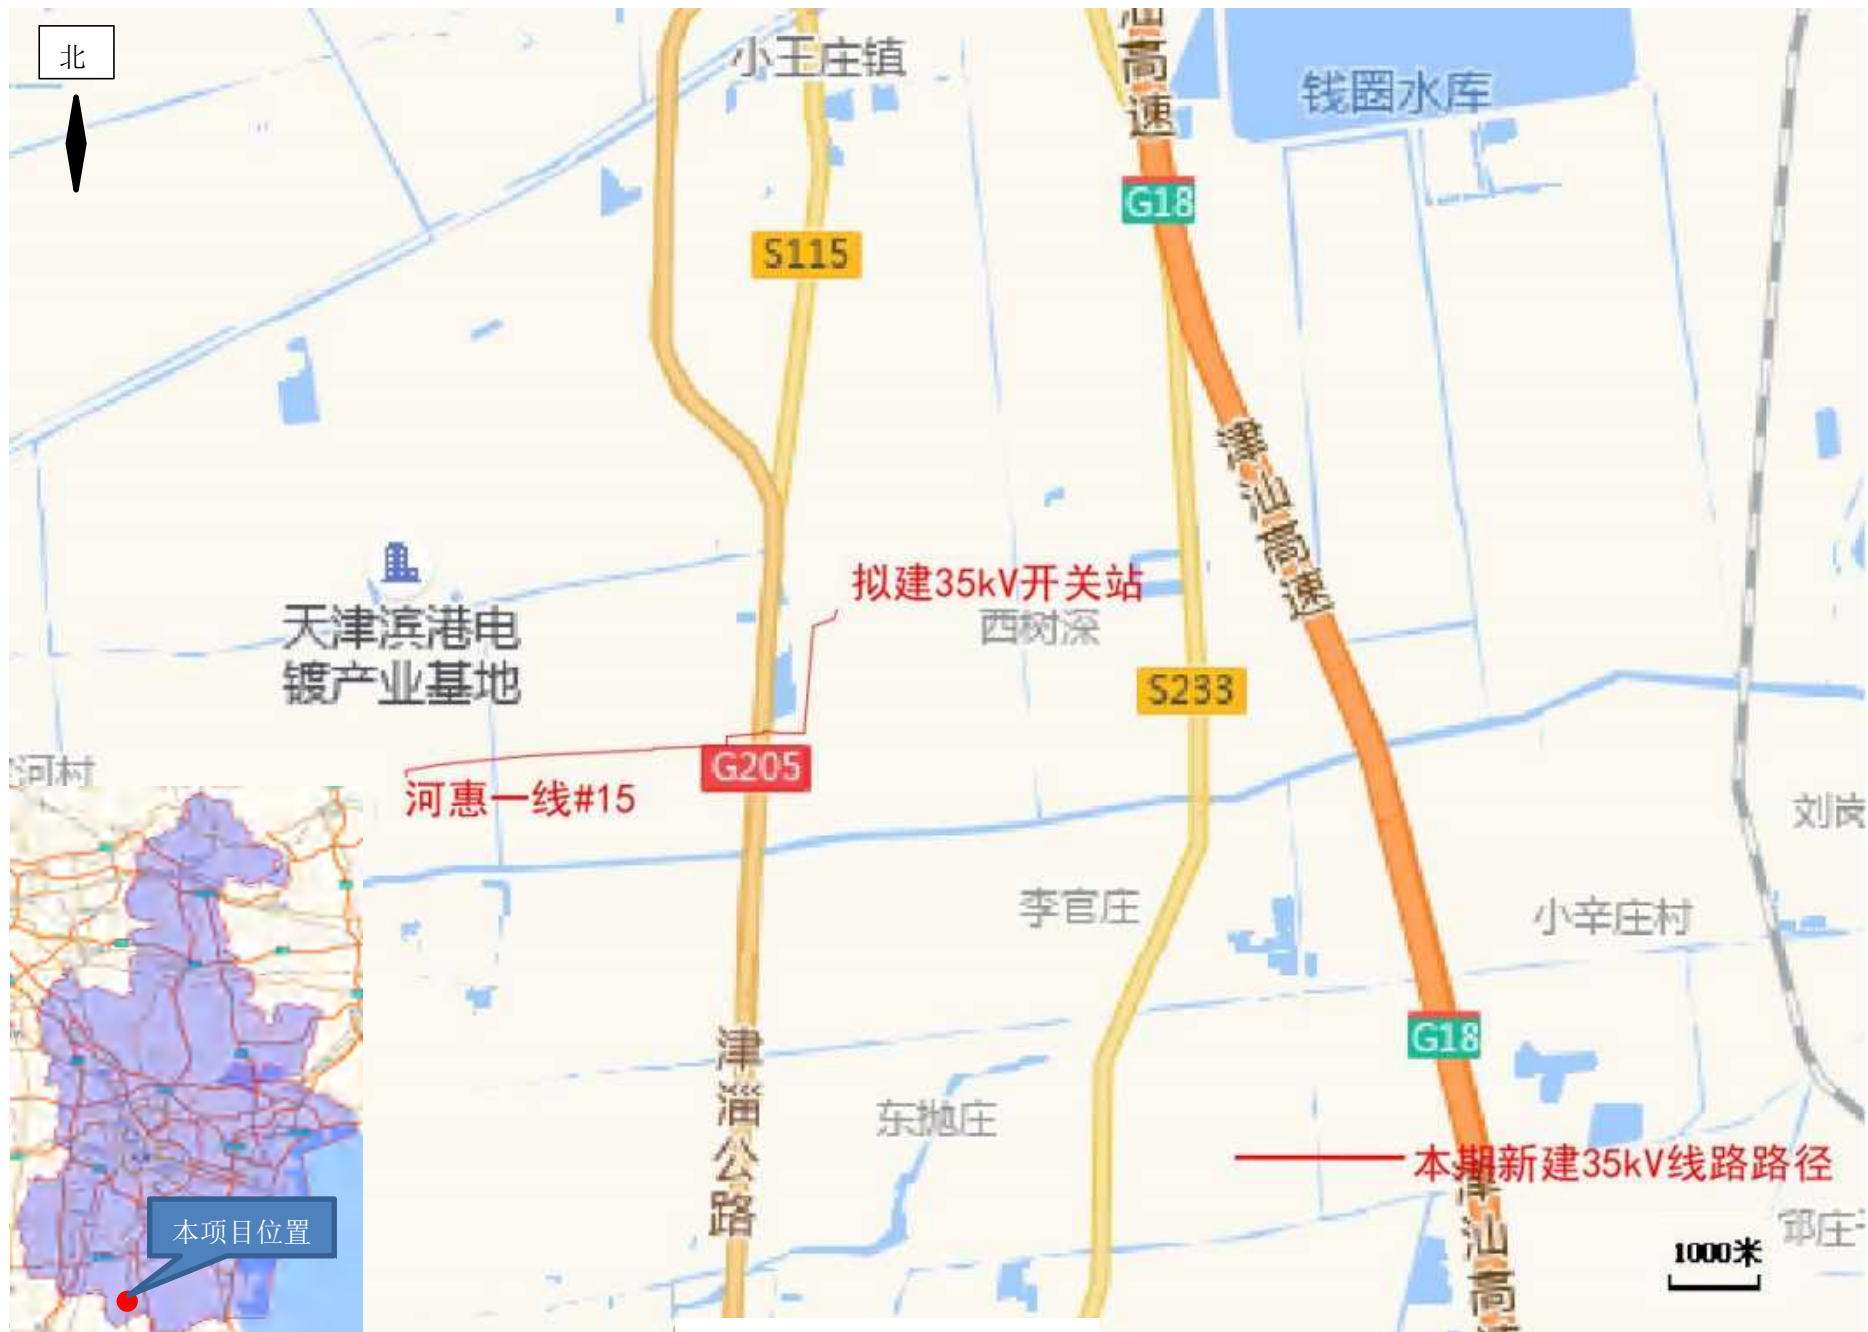 北
小王庄镇
汕高速
钱圈水库
G18
S115
津汕高速
拟建35kV开关站
天津滨港电
镀产业基地
西树深
S233
G205
河惠一线#15
河村
刘岗
李官庄
小辛庄村
G18
津淄公路
东抛庄
本期新建35kV线路路径
津汕高速
本项目位置
邓庄子
1000米